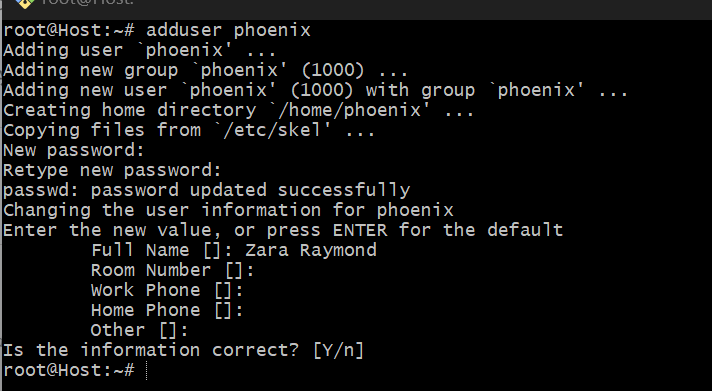 root@Host:~
root@Host:~# adduser phoenix
Adding user `phoenix' ...
Adding new group `phoenix' (1000) ...
Adding new user `phoenix' (1000) with group `phoenix' ...
Creating home directory `/home/phoenix' ...
Copying files from `/etc/skel' ...
New password:
Retype new password:
passwd: password updated successfully
Changing the user information for phoenix
Enter the new value, or press ENTER for the default
        Full Name []: Zara Raymond
        Room Number []:
        Work Phone []:
        Home Phone []:
        Other []:
Is the information correct? [Y/n]
root@Host:~#